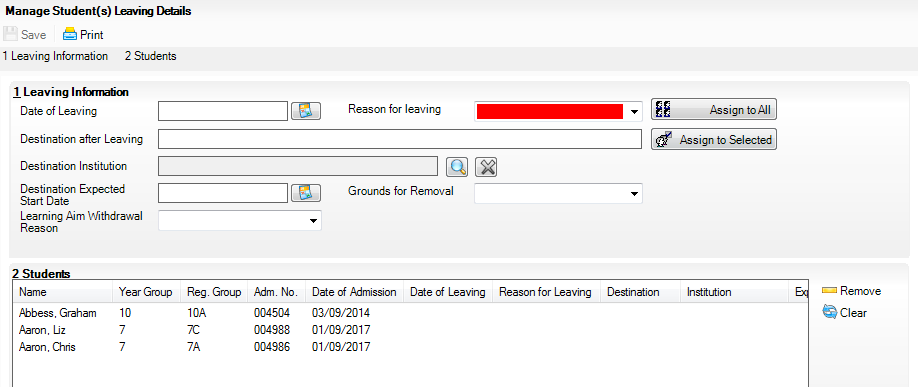 Manage Student(s) Leaving Details
Save Print
1 Leaving Information 2 Students
1 Leaving Information
Date of Leaving Reason for leaving Assign to All
Destination after Leaving Assign to Selected
Destination Institution
Destination Expected Start Date Grounds for Removal
Learning Aim Withdrawal Reason
2 Students
Name Year Group Reg. Group Adm. No. Date of Admission Date of Leaving Reason for Leaving Destination Institution Remove
Abbess, Graham 10 10A 004504 03/09/2014 Clear
Aaron, Liz 7 7C 004988 01/09/2017
Aaron, Chris 7 7A 004986 01/09/2017